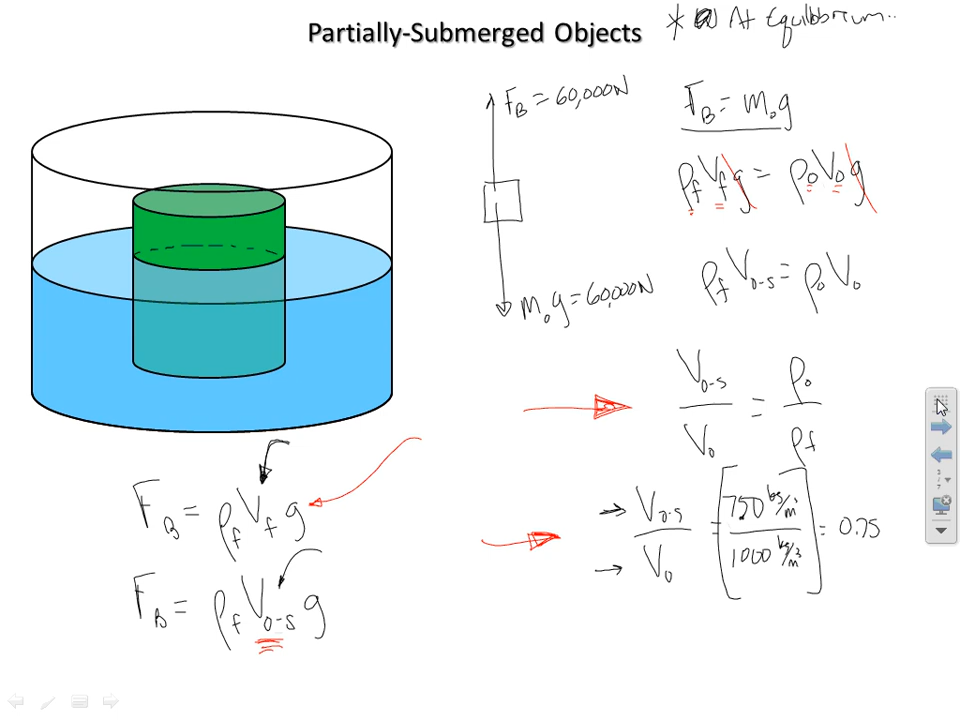 Partially-Submerged Objects
* At Equilibrium..
F_B = 60,000N
m_o g = 60,000N
F_B = m_o g
ρ_f V_f g = ρ_o V_o g
ρ_f V_o-s = ρ_o V_o
V_o-s / V_o = ρ_o / ρ_f
V_o-s / V_o = [750 kg/m³ / 1000 kg/m³] = 0.75
F_B = ρ_f V_f g
F_B = ρ_f V_o-s g